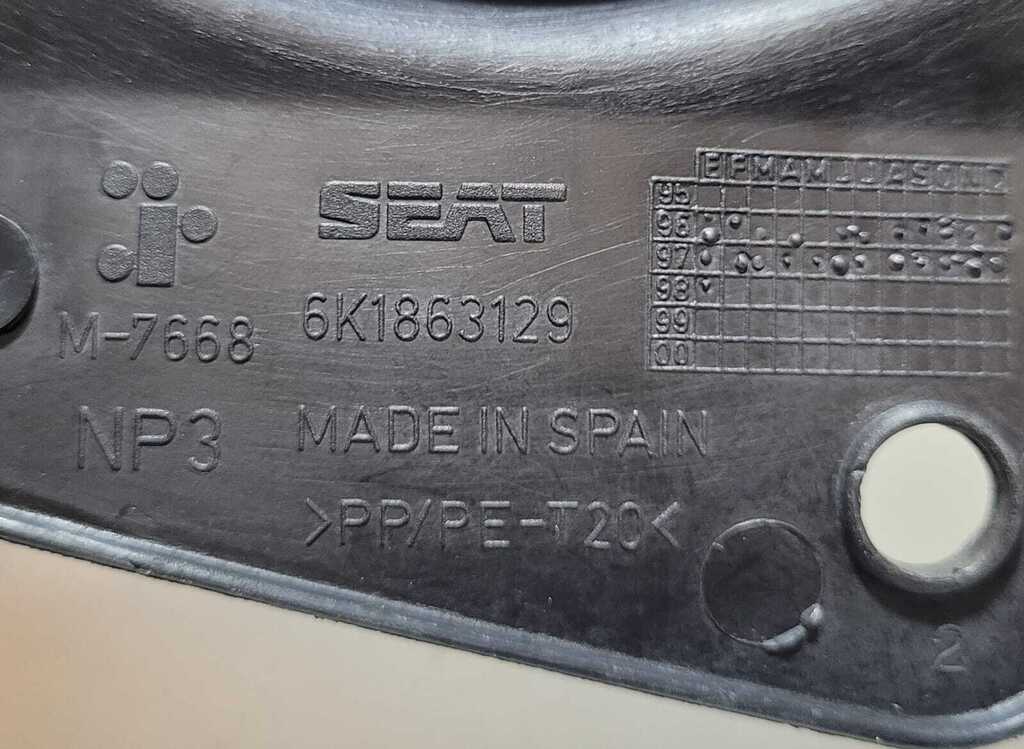 SEAT
M-7668
6K1863129
NP3
MADE IN SPAIN
>PP/PE-T20<
EFMAMJJASOND
95
96
97
98
99
00
2